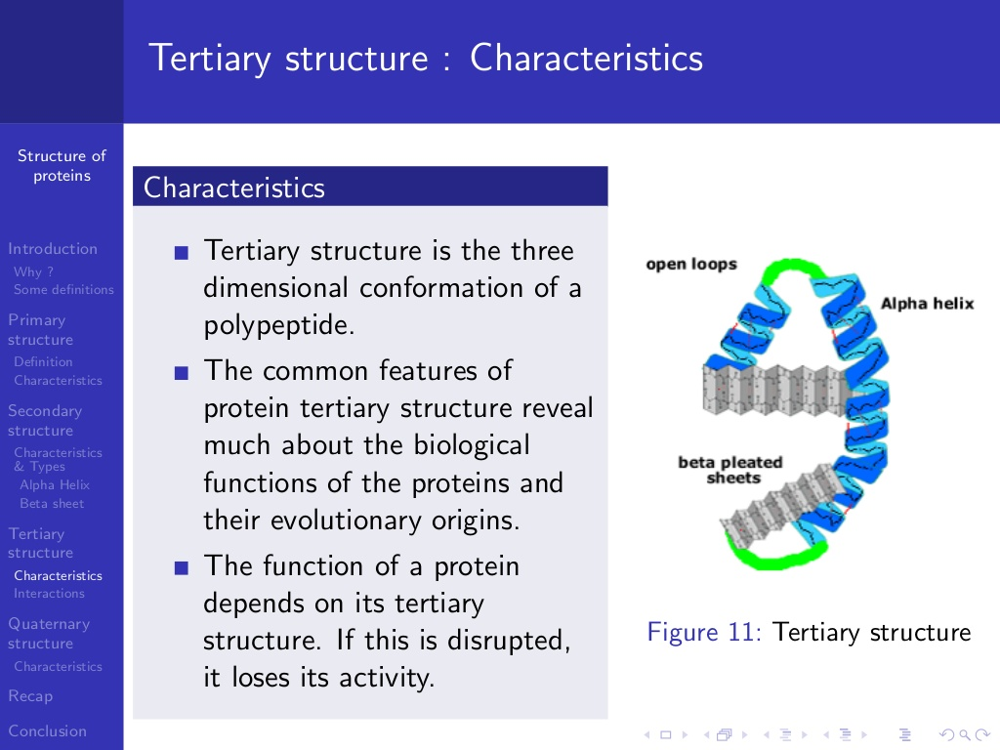 Tertiary structure : Characteristics
Structure of
proteins
Introduction
Why ?
Some definitions
Primary
structure
Definition
Characteristics
Secondary
structure
Characteristics
& Types
Alpha Helix
Beta sheet
Tertiary
structure
Characteristics
Interactions
Quaternary
structure
Characteristics
Recap
Conclusion
Characteristics
Tertiary structure is the three
dimensional conformation of a
polypeptide.
The common features of
protein tertiary structure reveal
much about the biological
functions of the proteins and
their evolutionary origins.
The function of a protein
depends on its tertiary
structure. If this is disrupted,
it loses its activity.
open loops
Alpha helix
beta pleated
sheets
Figure 11: Tertiary structure